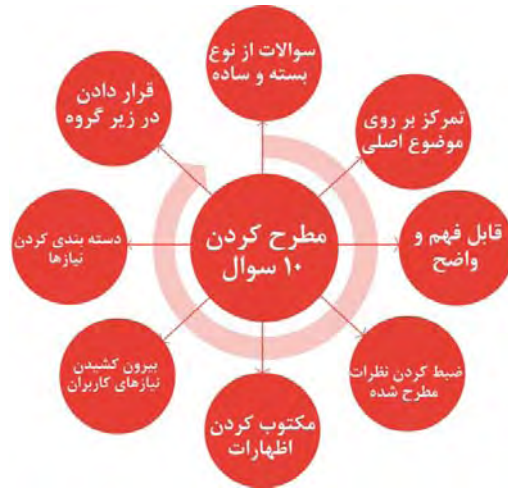 سوالات از نوع
بسته و ساده
تمرکز بر روی
موضوع اصلی
قابل فهم و
واضح
ضبط کردن نظرات
مطرح شده
مکتوب کردن
اظهارات
بیرون کشیدن
نیازهای کاربران
دسته بندی کردن
نیازها
قرار دادن
در زیر گروه
مطرح کردن
۱۰ سوال